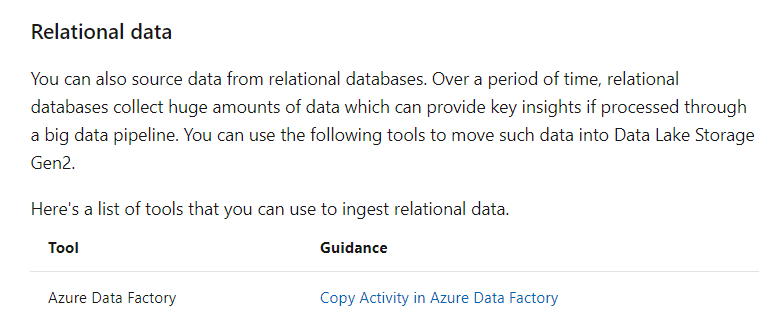 Relational data
You can also source data from relational databases. Over a period of time, relational
databases collect huge amounts of data which can provide key insights if processed through
a big data pipeline. You can use the following tools to move such data into Data Lake Storage
Gen2.
Here's a list of tools that you can use to ingest relational data.
Tool Guidance
Azure Data Factory Copy Activity in Azure Data Factory